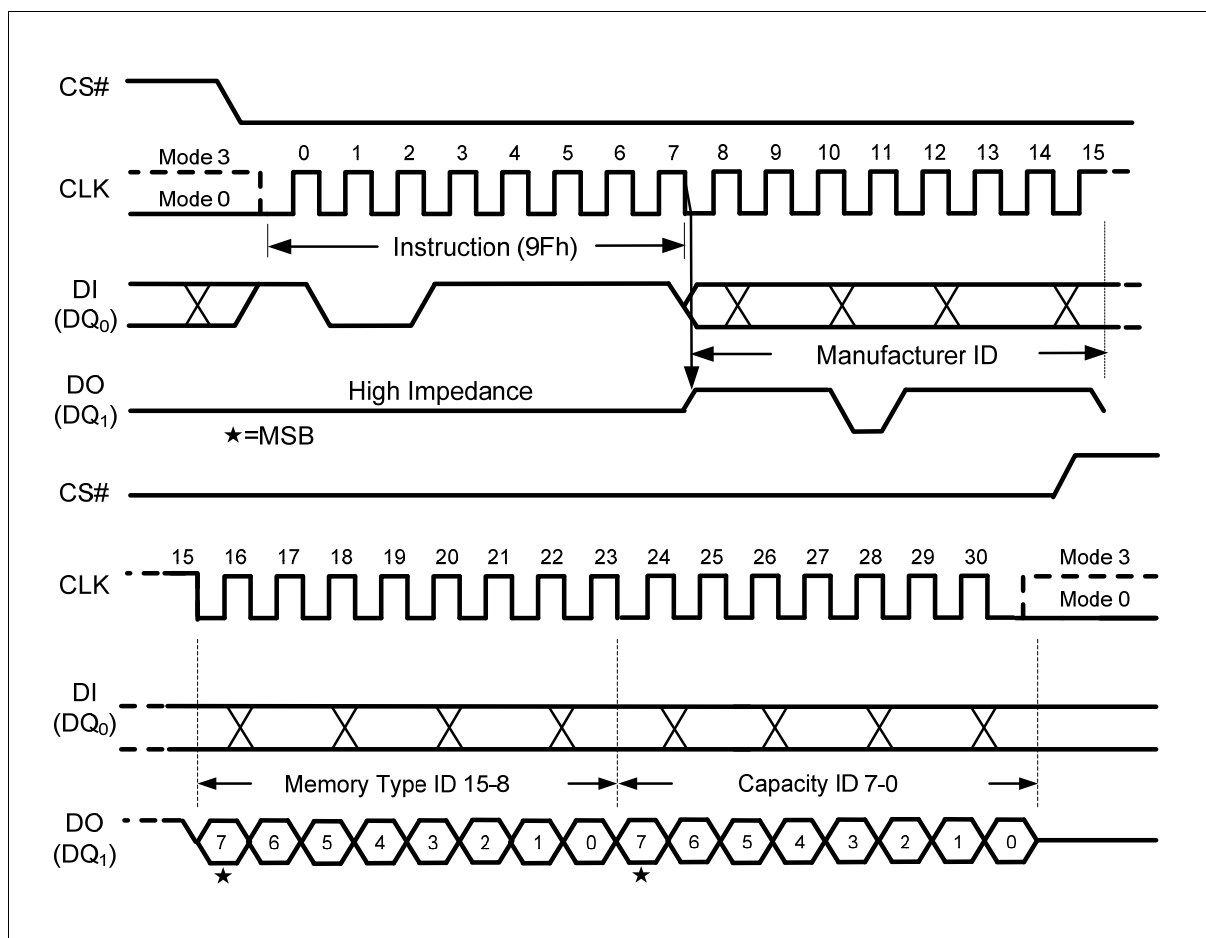 CS#
Mode 3
0 1 2 3 4 5 6 7 8 9 10 11 12 13 14 15
CLK
Mode 0
Instruction (9Fh)
DI
(DQ₀)
Manufacturer ID
DO
(DQ₁)
High Impedance
★=MSB
CS#
15 16 17 18 19 20 21 22 23 24 25 26 27 28 29 30
Mode 3
CLK
Mode 0
DI
(DQ₀)
Memory Type ID 15-8
Capacity ID 7-0
DO
(DQ₁)
7 6 5 4 3 2 1 0 7 6 5 4 3 2 1 0
★ ★